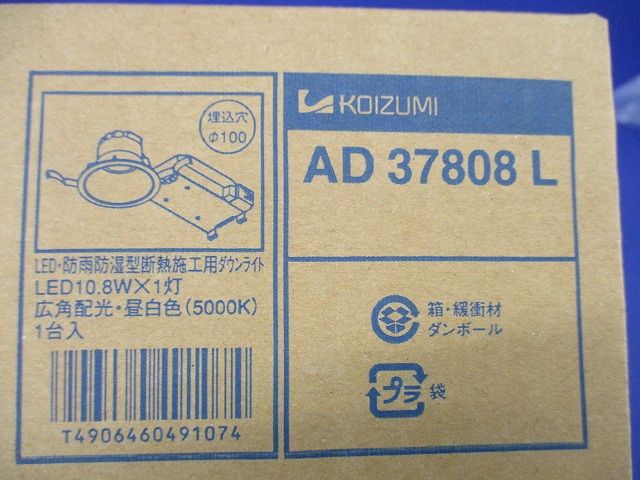 埋込穴
φ100
LED・防雨防湿型断熱施工用ダウンライト
LED10.8W×1灯
広角配光・昼白色(5000K)
1台入
T4906460491074
KOIZUMI
AD 37808 L
箱・緩衝材
ダンボール
プラ 袋